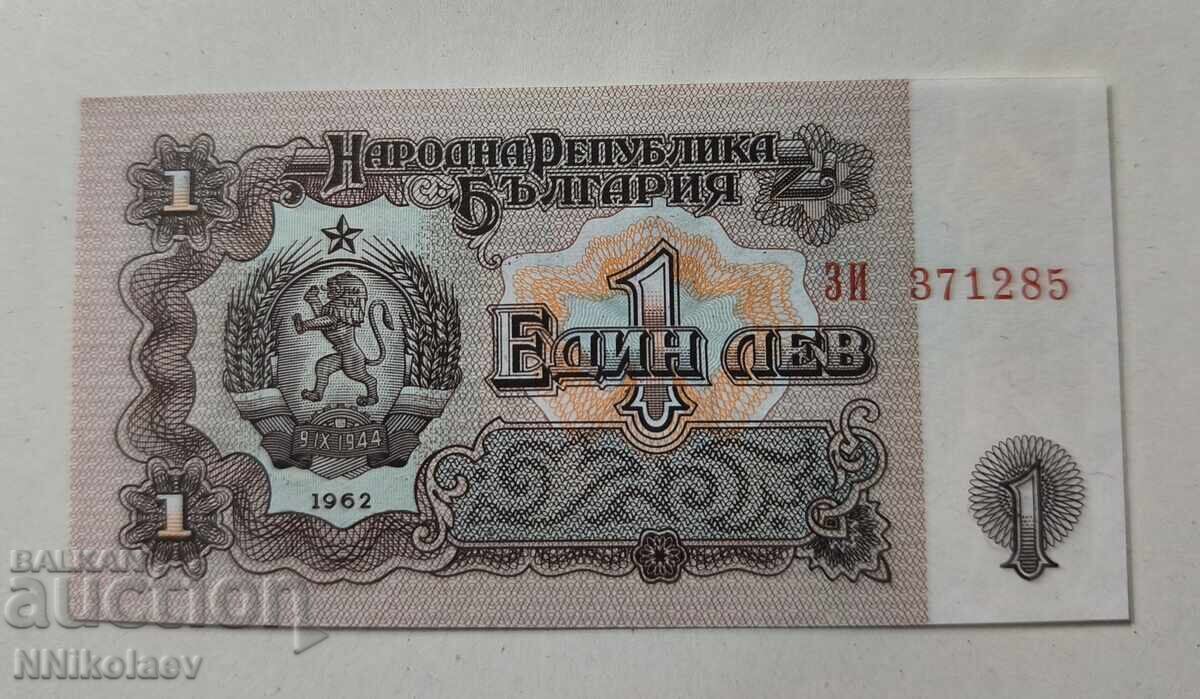 1
НАРОДНА РЕПУБЛИКА
БЪЛГАРИЯ
ЗИ 371285
1
ЕДИН ЛЕВ
9 IX 1944
1962
1
1
BALKAN
auction
NNikolaev